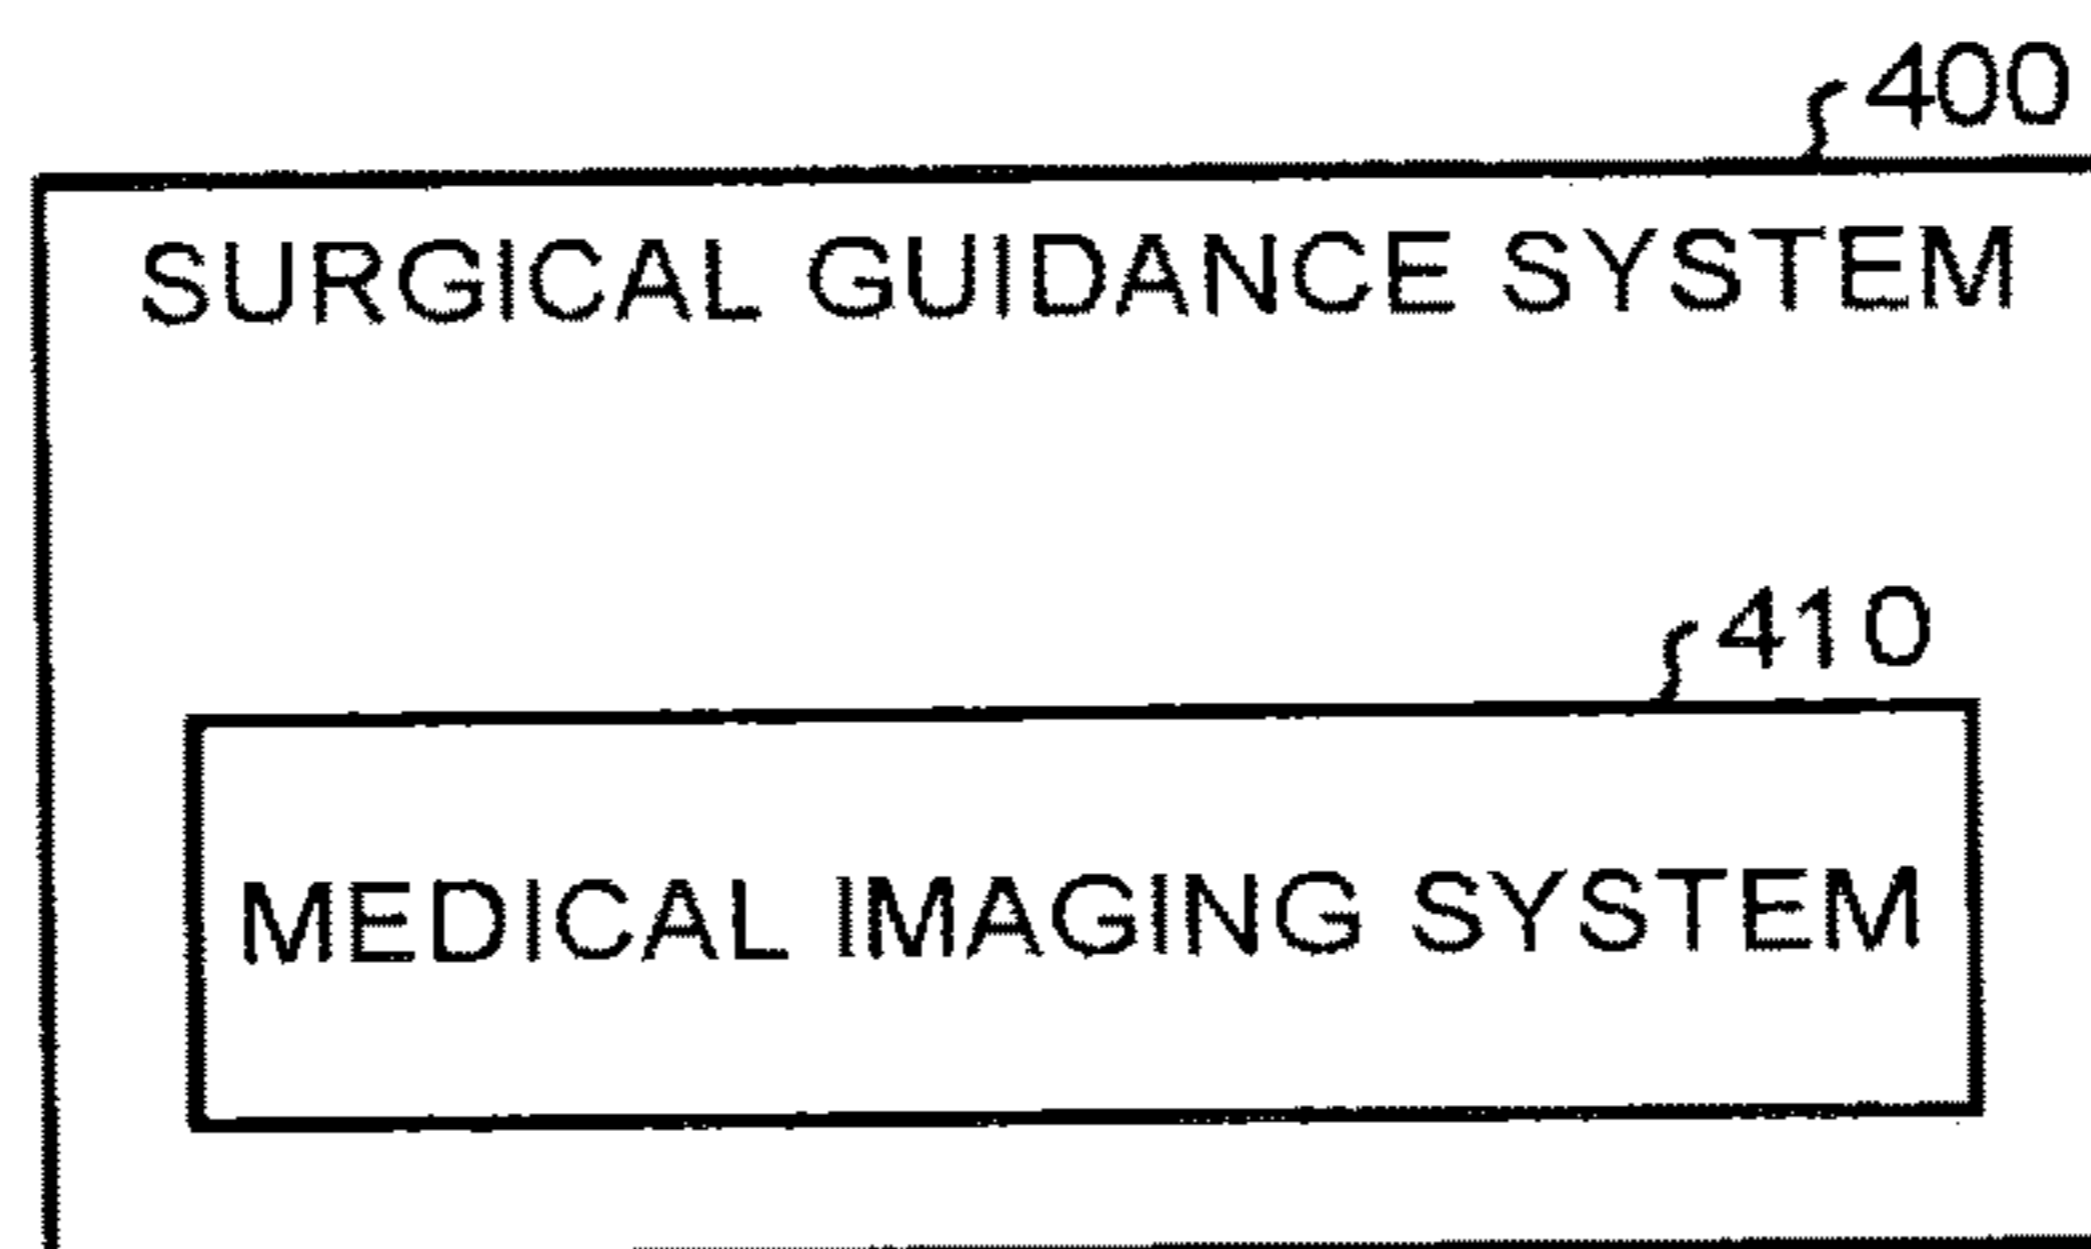 400
SURGICAL GUIDANCE SYSTEM
410
MEDICAL IMAGING SYSTEM